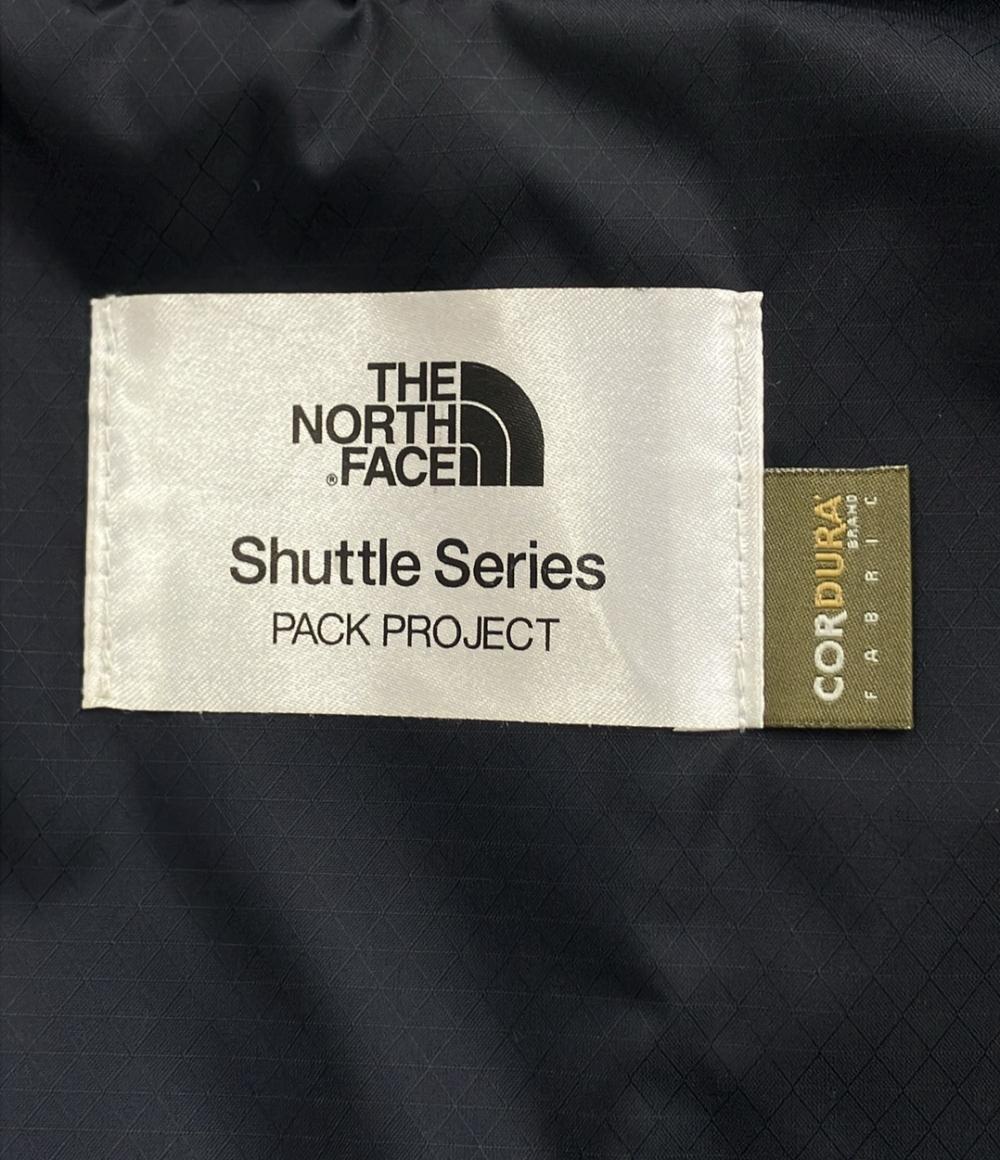 THE
NORTH
®FACE
Shuttle Series
PACK PROJECT
CORDURA®
BRAND
FABRIC